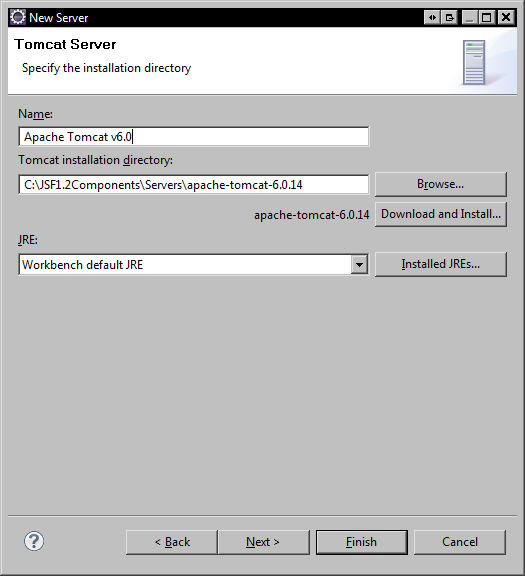 New Server
Tomcat Server
Specify the installation directory
Name:
Apache Tomcat v6.0
Tomcat installation directory:
C:\JSF1.2Components\Servers\apache-tomcat-6.0.14
Browse...
apache-tomcat-6.0.14
Download and Install...
JRE:
Workbench default JRE
Installed JREs...
?
< Back
Next >
Finish
Cancel